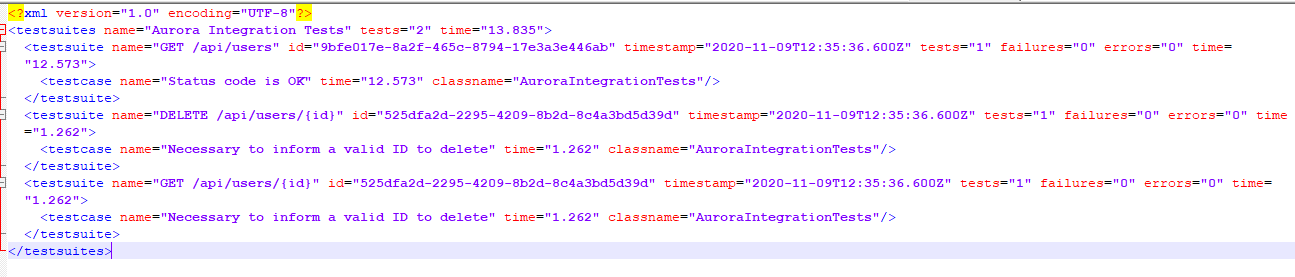 <?xml version="1.0" encoding="UTF-8"?>
<testsuites name="Aurora Integration Tests" tests="2" time="13.835">
<testsuite name="GET /api/users" id="9bfe017e-8a2f-465c-8794-17e3a3e446ab" timestamp="2020-11-09T12:35:36.600Z" tests="1" failures="0" errors="0" time=
"12.573">
<testcase name="Status code is OK" time="12.573" classname="AuroraIntegrationTests"/>
</testsuite>
<testsuite name="DELETE /api/users/{id}" id="525dfa2d-2295-4209-8b2d-8c4a3bd5d39d" timestamp="2020-11-09T12:35:36.600Z" tests="1" failures="0" errors="0" time
="1.262">
<testcase name="Necessary to inform a valid ID to delete" time="1.262" classname="AuroraIntegrationTests"/>
</testsuite>
<testsuite name="GET /api/users/{id}" id="525dfa2d-2295-4209-8b2d-8c4a3bd5d39d" timestamp="2020-11-09T12:35:36.600Z" tests="1" failures="0" errors="0" time=
"1.262">
<testcase name="Necessary to inform a valid ID to delete" time="1.262" classname="AuroraIntegrationTests"/>
</testsuite>
</testsuites>